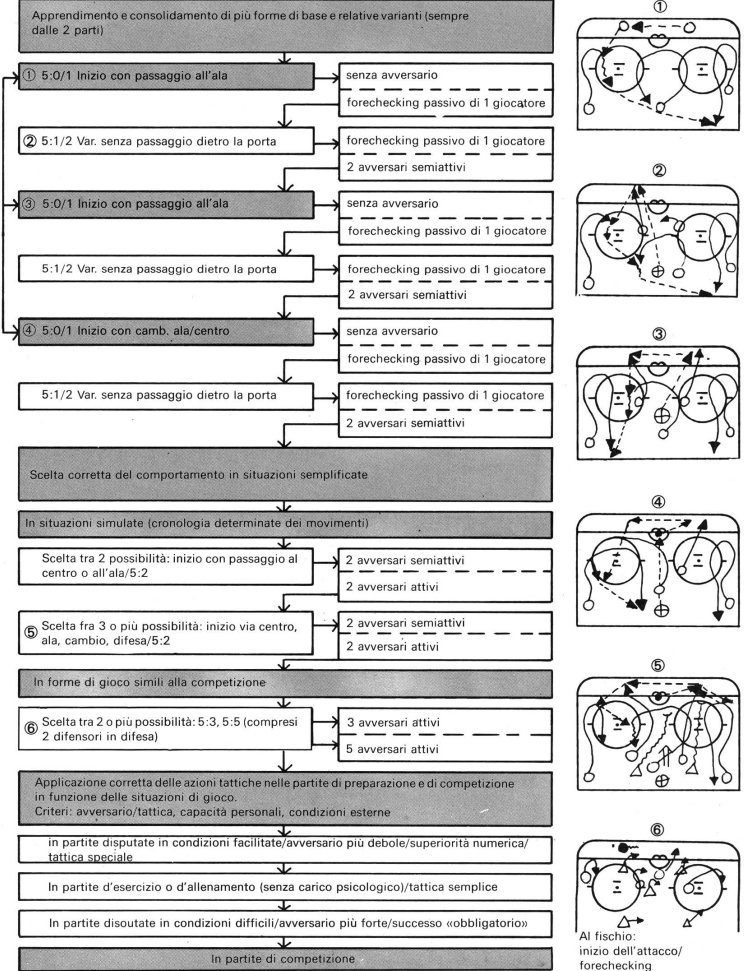 Apprendimento e consolidamento di più forme di base e relative varianti (sempre
dalle 2 parti)
① 5:0/1 Inizio con passaggio all'ala
senza avversario
forechecking passivo di 1 giocatore
② 5:1/2 Var. senza passaggio dietro la porta
forechecking passivo di 1 giocatore
2 avversari semiattivi
③ 5:0/1 Inizio con passaggio all'ala
senza avversario
forechecking passivo di 1 giocatore
5:1/2 Var. senza passaggio dietro la porta
forechecking passivo di 1 giocatore
2 avversari semiattivi
④ 5:0/1 Inizio con camb. ala/centro
senza avversario
forechecking passivo di 1 giocatore
5:1/2 Var. senza passaggio dietro la porta
forechecking passivo di 1 giocatore
2 avversari semiattivi
Scelta corretta del comportamento in situazioni semplificate
In situazioni simulate (cronologia determinate dei movimenti)
Scelta tra 2 possibilità: inizio con passaggio al
centro o all'ala/5:2
2 avversari semiattivi
2 avversari attivi
⑤ Scelta fra 3 o più possibilità: inizio via centro,
ala, cambio, difesa/5:2
2 avversari semiattivi
2 avversari attivi
In forme di gioco simili alla competizione
⑥ Scelta tra 2 o più possibilità: 5:3, 5:5 (compresi
2 difensori in difesa)
3 avversari attivi
5 avversari attivi
Applicazione corretta delle azioni tattiche nelle partite di preparazione e di competizione
in funzione delle situazioni di gioco.
Criteri: avversario/tattica, capacità personali, condizioni esterne
in partite disputate in condizioni facilitate/avversario più debole/superiorità numerica/
tattica speciale
In partite d'esercizio o d'allenamento (senza carico psicologico)/tattica semplice
In partite disoutate in condizioni difficili/avversario più forte/successo «obbligatorio»
In partite di competizione
①
②
③
④
⑤
⑥
Al fischio:
inizio dell'attacco/
forechecking